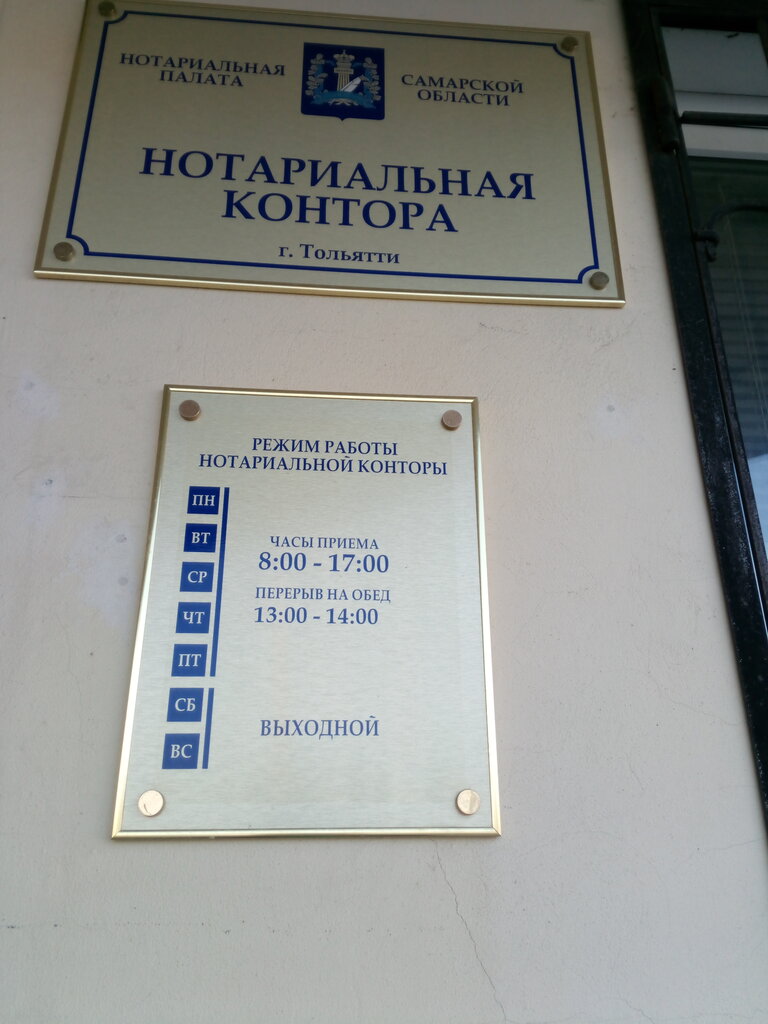 НОТАРИАЛЬНАЯ
ПАЛАТА
САМАРСКОЙ
ОБЛАСТИ
НОТАРИАЛЬНАЯ
КОНТОРА
г. Тольятти
РЕЖИМ РАБОТЫ
НОТАРИАЛЬНОЙ КОНТОРЫ
ПН
ВТ
СР
ЧТ
ПТ
ЧАСЫ ПРИЕМА
8:00 - 17:00
ПЕРЕРЫВ НА ОБЕД
13:00 - 14:00
СБ
ВС
ВЫХОДНОЙ